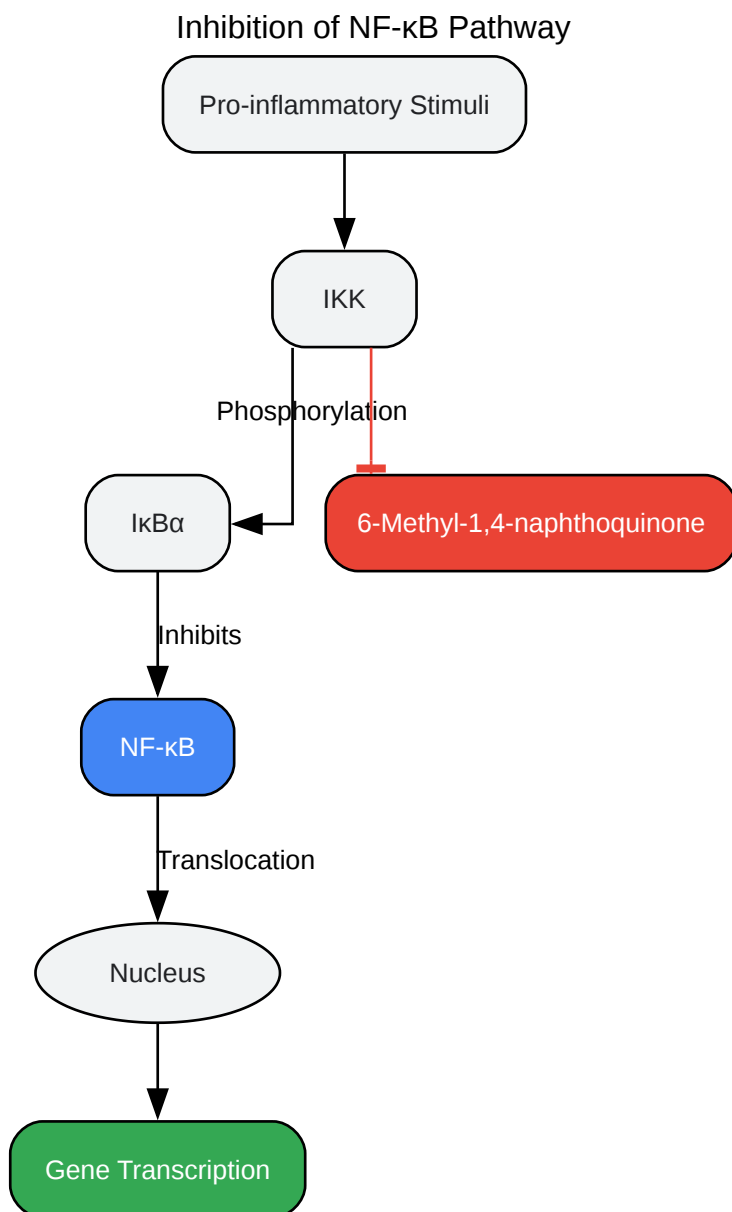 Inhibition of NF-κB Pathway
Pro-inflammatory Stimuli
IKK
Phosphorylation
IκBα
6-Methyl-1,4-naphthoquinone
Inhibits
NF-κB
Translocation
Nucleus
Gene Transcription